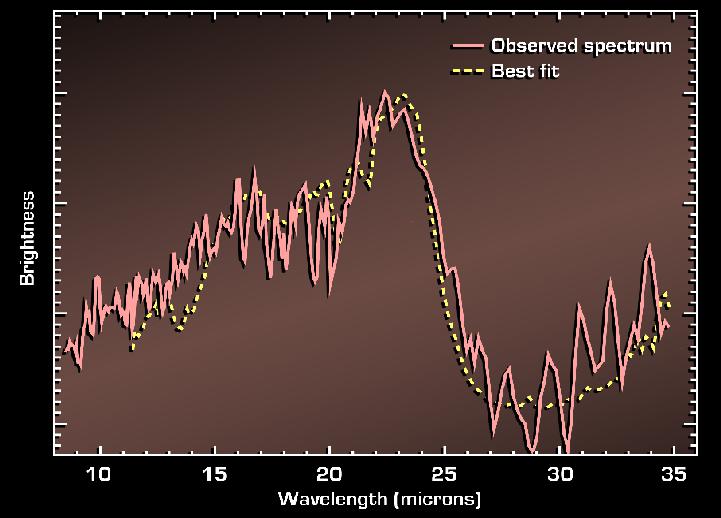 Observed spectrum
Best fit
Brightness
10 15 20 25 30 35
Wavelength (microns)